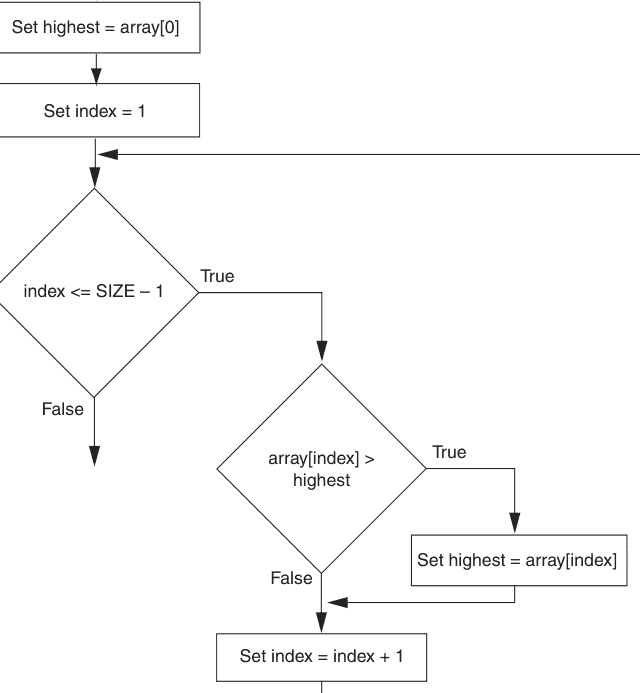 Set highest = array[0]
Set index = 1
index <= SIZE – 1
True
False
array[index] >
highest
True
Set highest = array[index]
False
Set index = index + 1